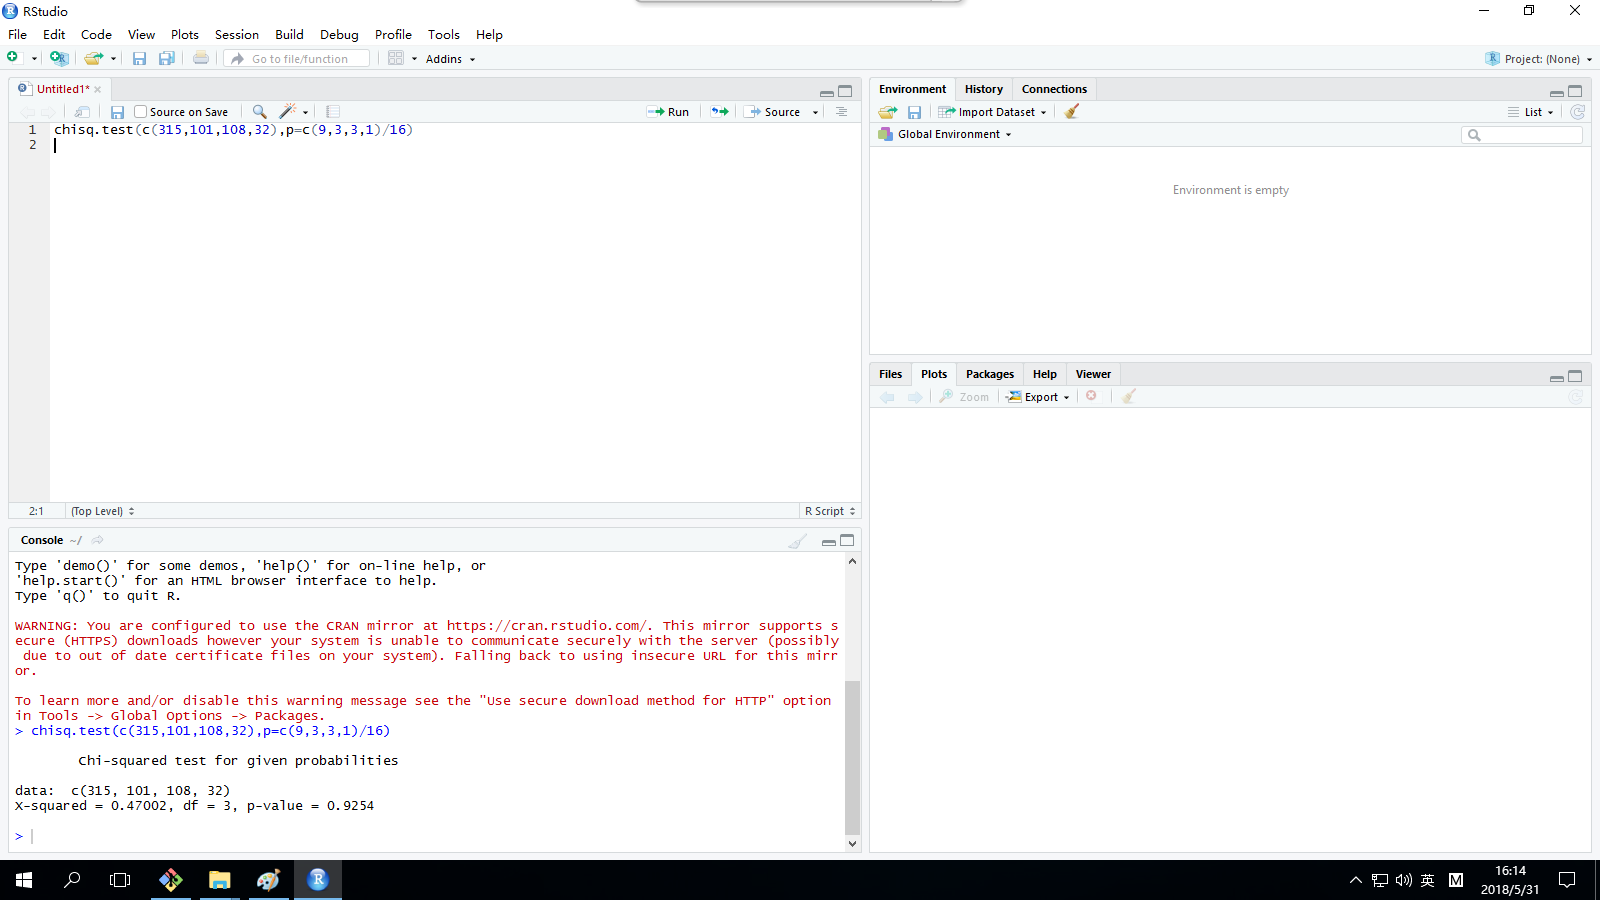 RStudio
File Edit Code View Plots Session Build Debug Profile Tools Help
Go to file/function Addins Project: (None)
Untitled1*
Source on Save Run Source
1 chisq.test(c(315,101,108,32),p=c(9,3,3,1)/16)
2
2:1 (Top Level) R Script
Console ~/
Type 'demo()' for some demos, 'help()' for on-line help, or
'help.start()' for an HTML browser interface to help.
Type 'q()' to quit R.
WARNING: You are configured to use the CRAN mirror at https://cran.rstudio.com/. This mirror supports s
ecure (HTTPS) downloads however your system is unable to communicate securely with the server (possibly
due to out of date certificate files on your system). Falling back to using insecure URL for this mirr
or.
To learn more and/or disable this warning message see the "Use secure download method for HTTP" option
in Tools -> Global Options -> Packages.
> chisq.test(c(315,101,108,32),p=c(9,3,3,1)/16)
Chi-squared test for given probabilities
data:  c(315, 101, 108, 32)
X-squared = 0.47002, df = 3, p-value = 0.9254
>
Environment History Connections
Import Dataset List
Global Environment
Environment is empty
Files Plots Packages Help Viewer
Zoom Export
英 M
16:14
2018/5/31